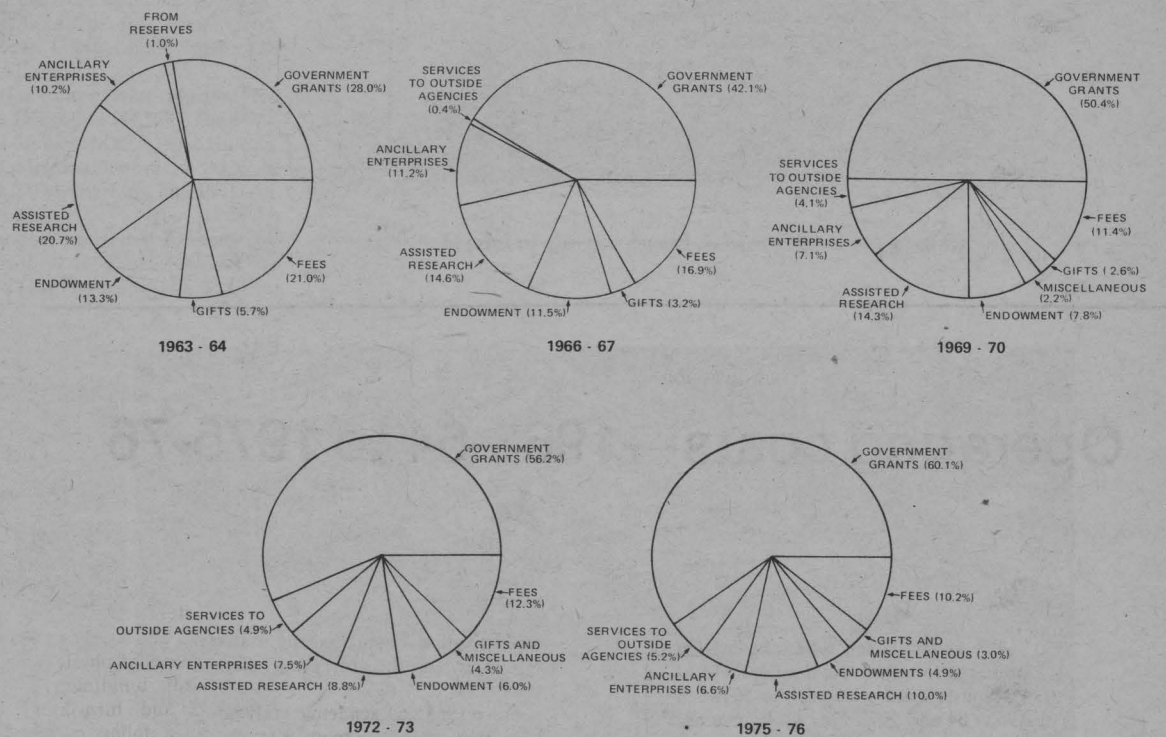 FROM
RESERVES
(1.0%)
ANCILLARY
ENTERPRISES
(10.2%)
GOVERNMENT
GRANTS (28.0%)
ASSISTED
RESEARCH
(20.7%)
ENDOWMENT
(13.3%)
GIFTS (5.7%)
FEES
(21.0%)
1963 - 64
SERVICES
TO OUTSIDE
AGENCIES
(0.4%)
GOVERNMENT
GRANTS (42.1%)
ANCILLARY
ENTERPRISES
(11.2%)
ASSISTED
RESEARCH
(14.6%)
ENDOWMENT (11.5%)
GIFTS (3.2%)
FEES
(16.9%)
1966 - 67
GOVERNMENT
GRANTS
(50.4%)
SERVICES
TO OUTSIDE
AGENCIES
(4.1%)
ANCILLARY
ENTERPRISES
(7.1%)
ASSISTED
RESEARCH
(14.3%)
FEES
(11.4%)
GIFTS ( 2.6%)
MISCELLANEOUS
(2.2%)
ENDOWMENT (7.8%)
1969 - 70
GOVERNMENT
GRANTS (56.2%)
SERVICES TO
OUTSIDE AGENCIES (4.9%)
ANCILLARY ENTERPRISES (7.5%)
ASSISTED RESEARCH (8.8%)
FEES
(12.3%)
GIFTS AND
MISCELLANEOUS
(4.3%)
ENDOWMENT (6.0%)
1972 - 73
GOVERNMENT
GRANTS (60.1%)
SERVICES TO
OUTSIDE
AGENCIES (5.2%)
ANCILLARY
ENTERPRISES (6.6%)
FEES (10.2%)
GIFTS AND
MISCELLANEOUS (3.0%)
ENDOWMENTS (4.9%)
ASSISTED RESEARCH (10.0%)
1975 - 76